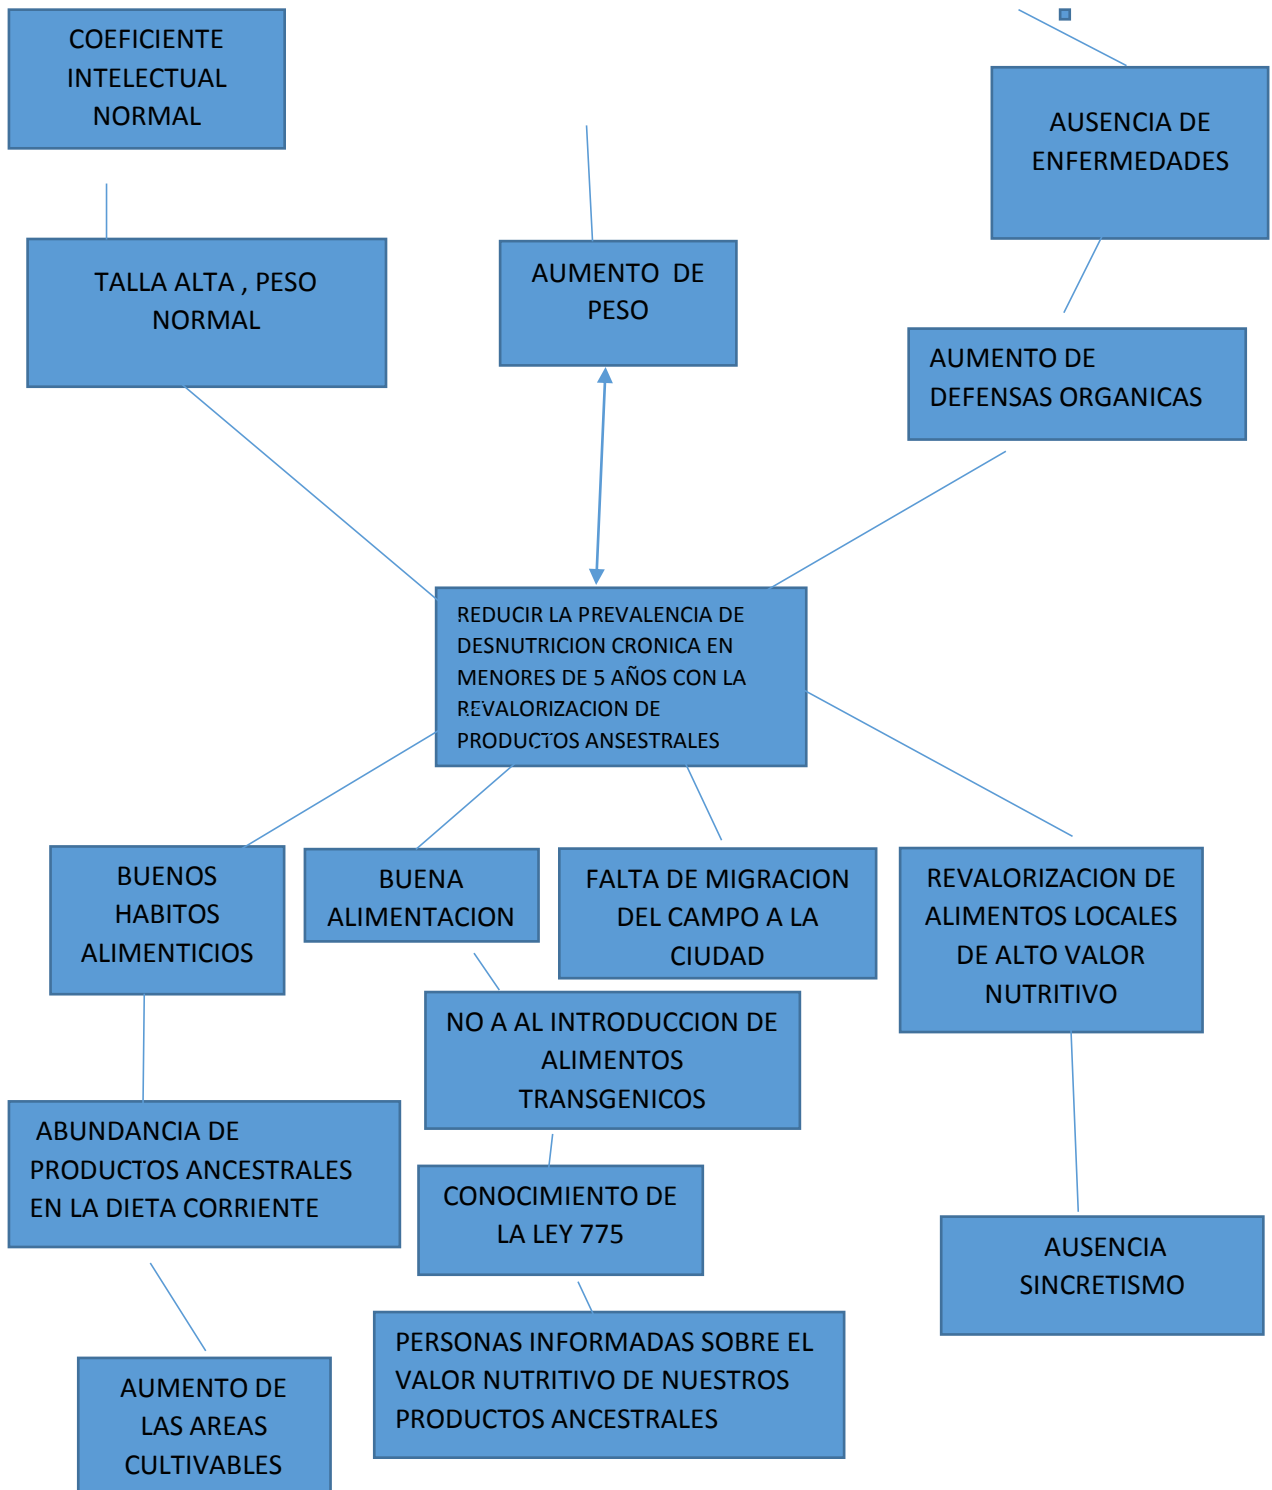 COEFICIENTE
INTELECTUAL
NORMAL
AUSENCIA DE
ENFERMEDADES
TALLA ALTA , PESO
NORMAL
AUMENTO DE
PESO
AUMENTO DE
DEFENSAS ORGANICAS
REDUCIR LA PREVALENCIA DE
DESNUTRICION CRONICA EN
MENORES DE 5 AÑOS CON LA
REVALORIZACION DE
PRODUCTOS ANSESTRALES
BUENOS
HABITOS
ALIMENTICIOS
BUENA
ALIMENTACION
FALTA DE MIGRACION
DEL CAMPO A LA
CIUDAD
REVALORIZACION DE
ALIMENTOS LOCALES
DE ALTO VALOR
NUTRITIVO
NO A AL INTRODUCCION DE
ALIMENTOS
TRANSGENICOS
ABUNDANCIA DE
PRODUCTOS ANCESTRALES
EN LA DIETA CORRIENTE
CONOCIMIENTO DE
LA LEY 775
AUSENCIA
SINCRETISMO
PERSONAS INFORMADAS SOBRE EL
VALOR NUTRITIVO DE NUESTROS
PRODUCTOS ANCESTRALES
AUMENTO DE
LAS AREAS
CULTIVABLES